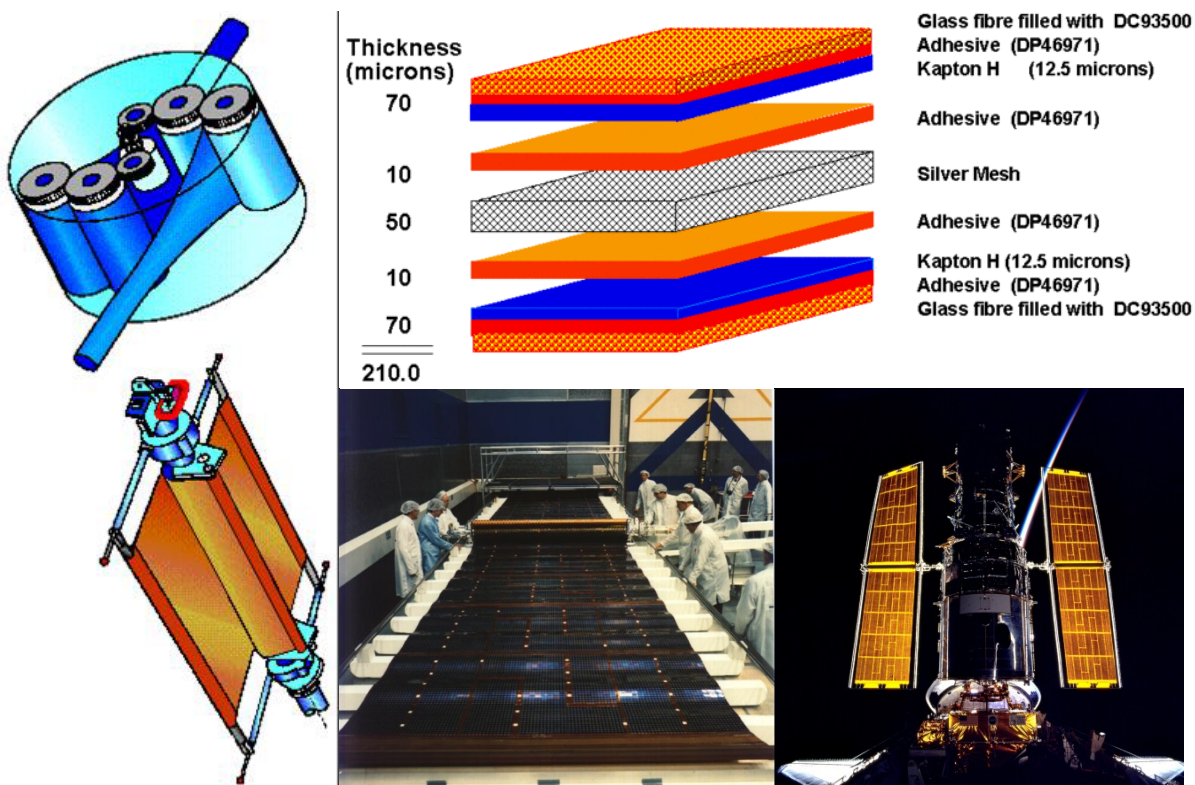 Thickness
(microns)
70
10
50
10
70
210.0
Glass fibre filled with DC93500
Adhesive (DP46971)
Kapton H (12.5 microns)
Adhesive (DP46971)
Silver Mesh
Adhesive (DP46971)
Kapton H (12.5 microns)
Adhesive (DP46971)
Glass fibre filled with DC93500